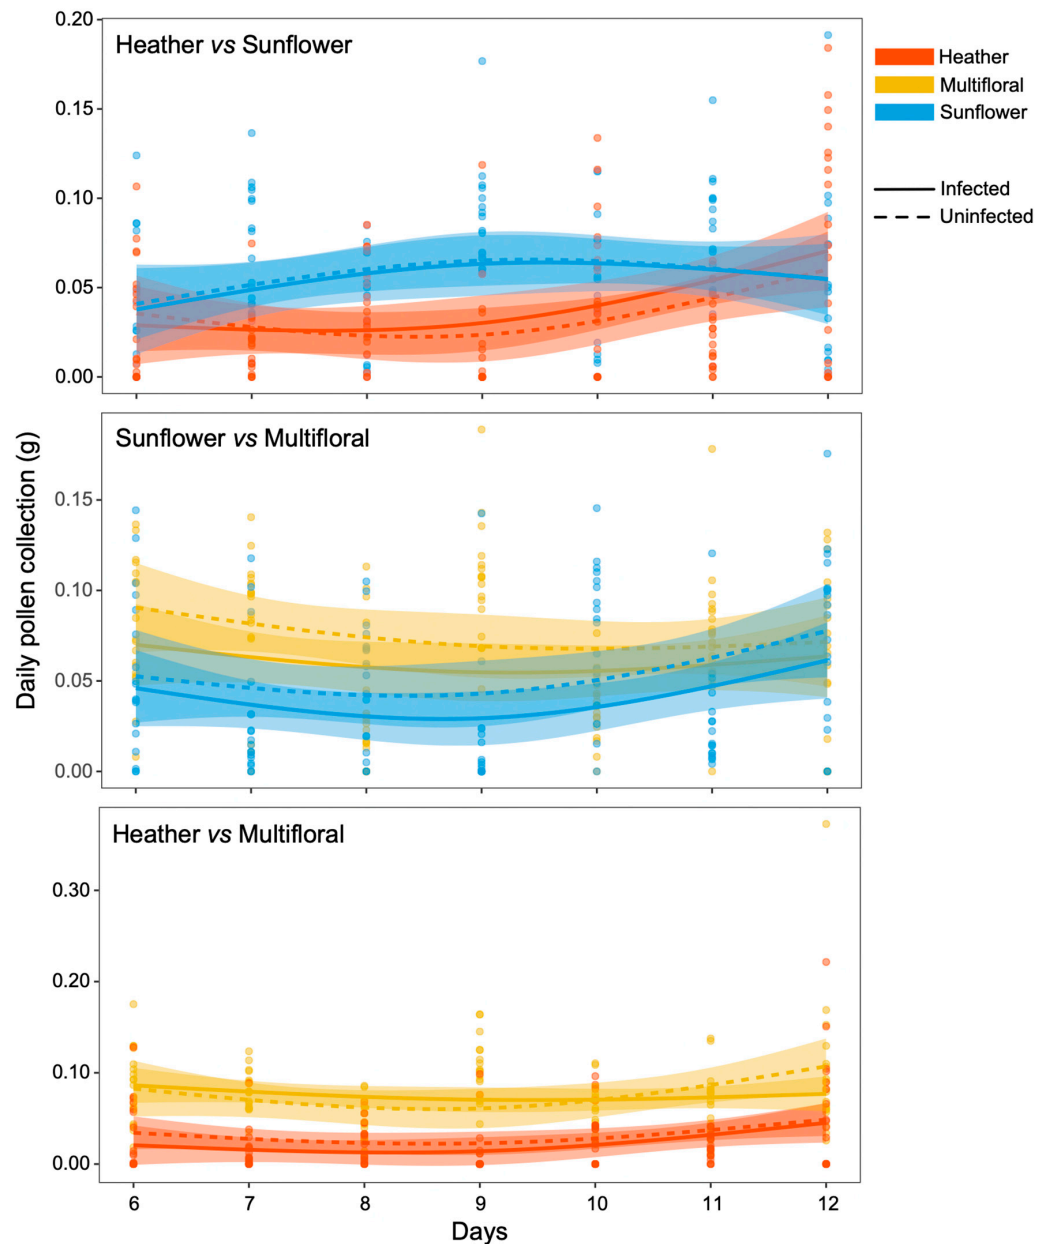 Heather vs Sunflower
0.20
0.15
0.10
0.05
0.00
Heather
Multifloral
Sunflower
Infected
Uninfected
Daily pollen collection (g)
Sunflower vs Multifloral
0.15
0.10
0.05
0.00
Heather vs Multifloral
0.30
0.20
0.10
0.00
6 7 8 9 10 11 12
Days